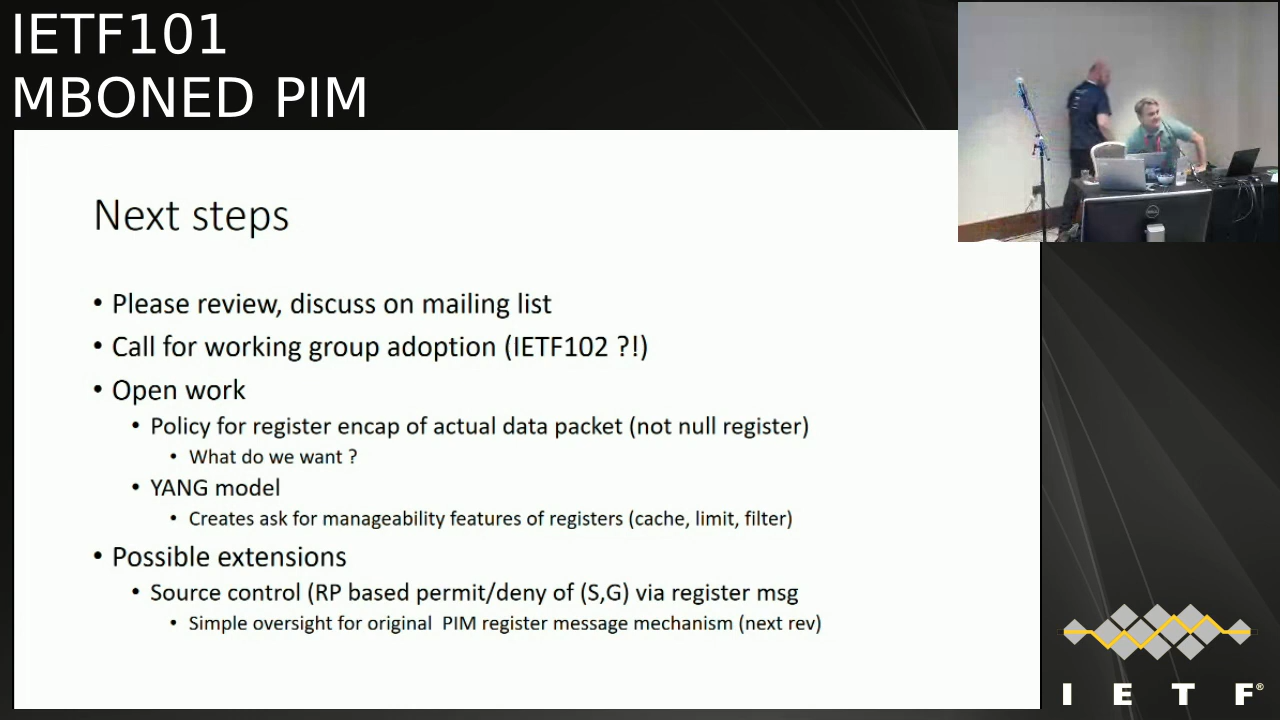 IETF101
MBONED PIM
Next steps
• Please review, discuss on mailing list
• Call for working group adoption (IETF102 ?!)
• Open work
• Policy for register encap of actual data packet (not null register)
• What do we want ?
• YANG model
• Creates ask for manageability features of registers (cache, limit, filter)
• Possible extensions
• Source control (RP based permit/deny of (S,G) via register msg
• Simple oversight for original  PIM register message mechanism (next rev)
I E T F®